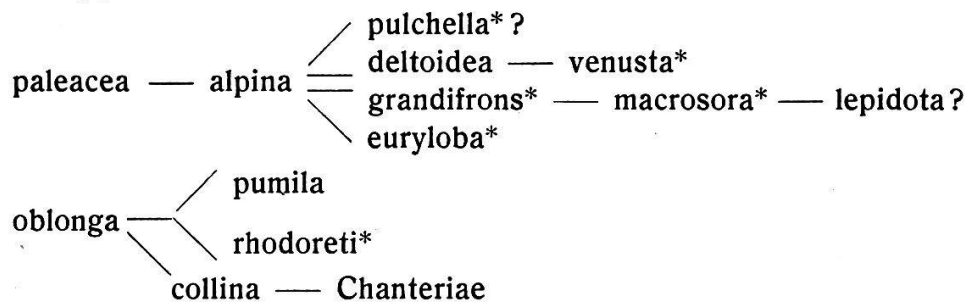 pulchella* ?
deltoidea — venusta*
paleacea — alpina
grandifrons* — macrosora* — lepidota ?
euryloba*
pumila
oblonga
rhodoreti*
collina — Chanteriae